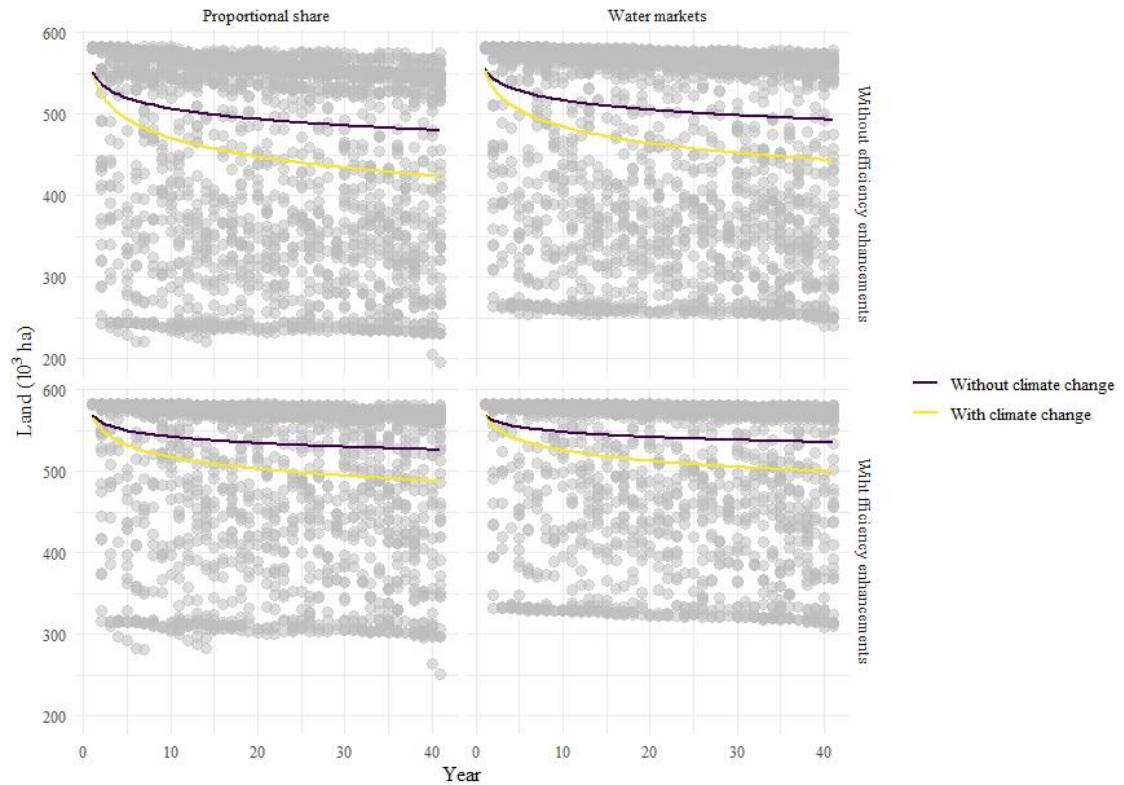 Proportional share
Water markets
600
500
400
300
200
Without efficiency enhancements
Land (10³ ha)
600
500
400
300
200
Wiht fficiency enhancements
Without climate change
With climate change
0
10
20
30
40
0
10
20
30
40
Year